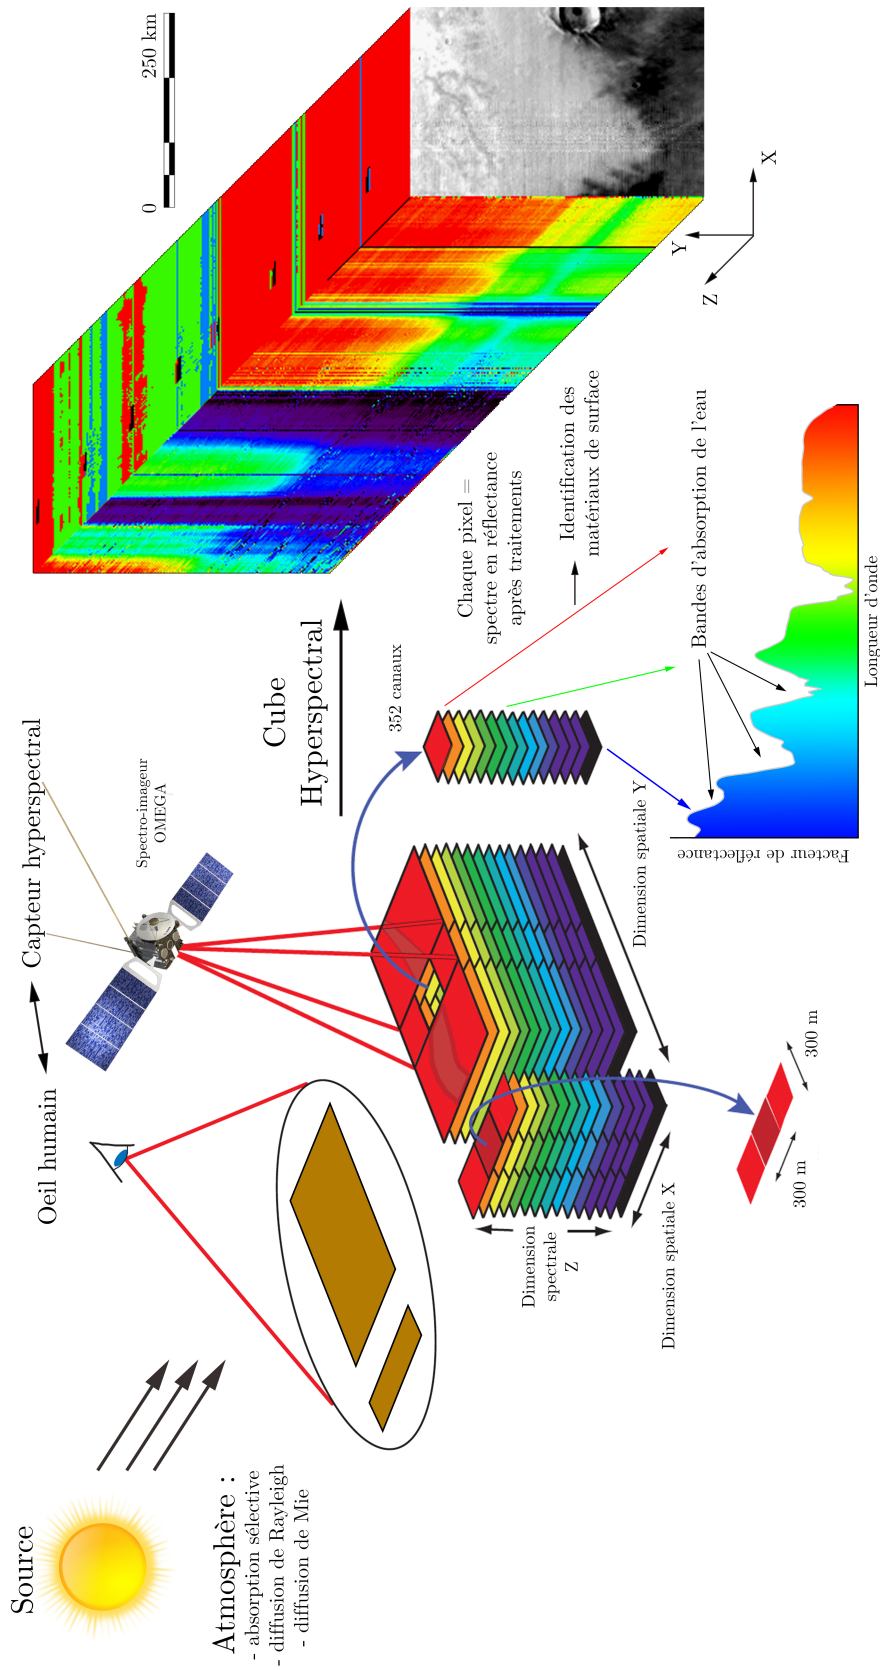 Source
Atmosphère :
- absorption sélective
- diffusion de Rayleigh
- diffusion de Mie
Oeil humain
Capteur hyperspectral
Spectro-imageur
OMEGA
Dimension
spectrale
Z
Dimension spatiale X
Dimension spatiale Y
300 m
300 m
352 canaux
Cube
Hyperspectral
Chaque pixel =
spectre en réflectance
après traitements
Identification des
matériaux de surface
Bandes d'absorption de l'eau
Facteur de réflectance
Longueur d'onde
0
250 km
Z
Y
X